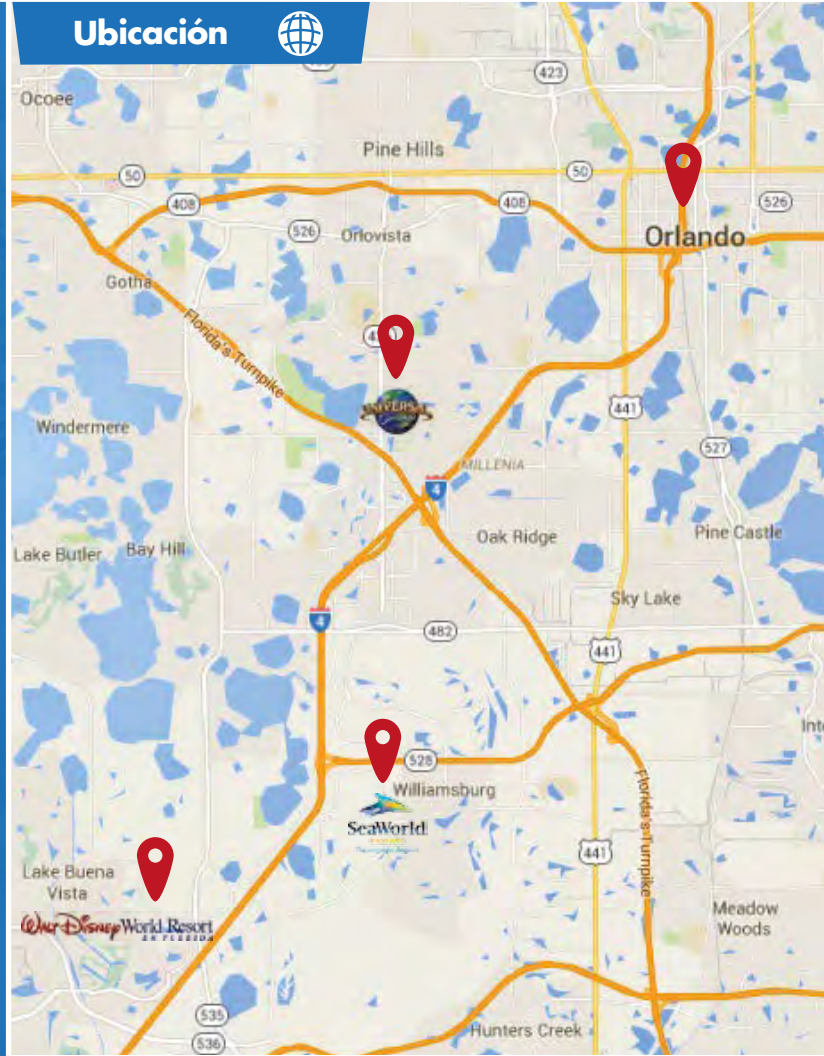 Ubicación
423
Ocoee
Pine Hills
50
50
408
408
526
526
Orlovista
Orlando
Gotha
Florida's Turnpike
UNIVERSAL
Windermere
441
MILLENIA
527
4
Lake Butler
Bay Hill
Oak Ridge
Pine Castle
Sky Lake
4
482
441
528
Williamsburg
SeaWorld
Florida's Turnpike
441
Lake Buena
Vista
Walt Disney World Resort
EN FLORIDA
Meadow
Woods
535
536
Hunters Creek